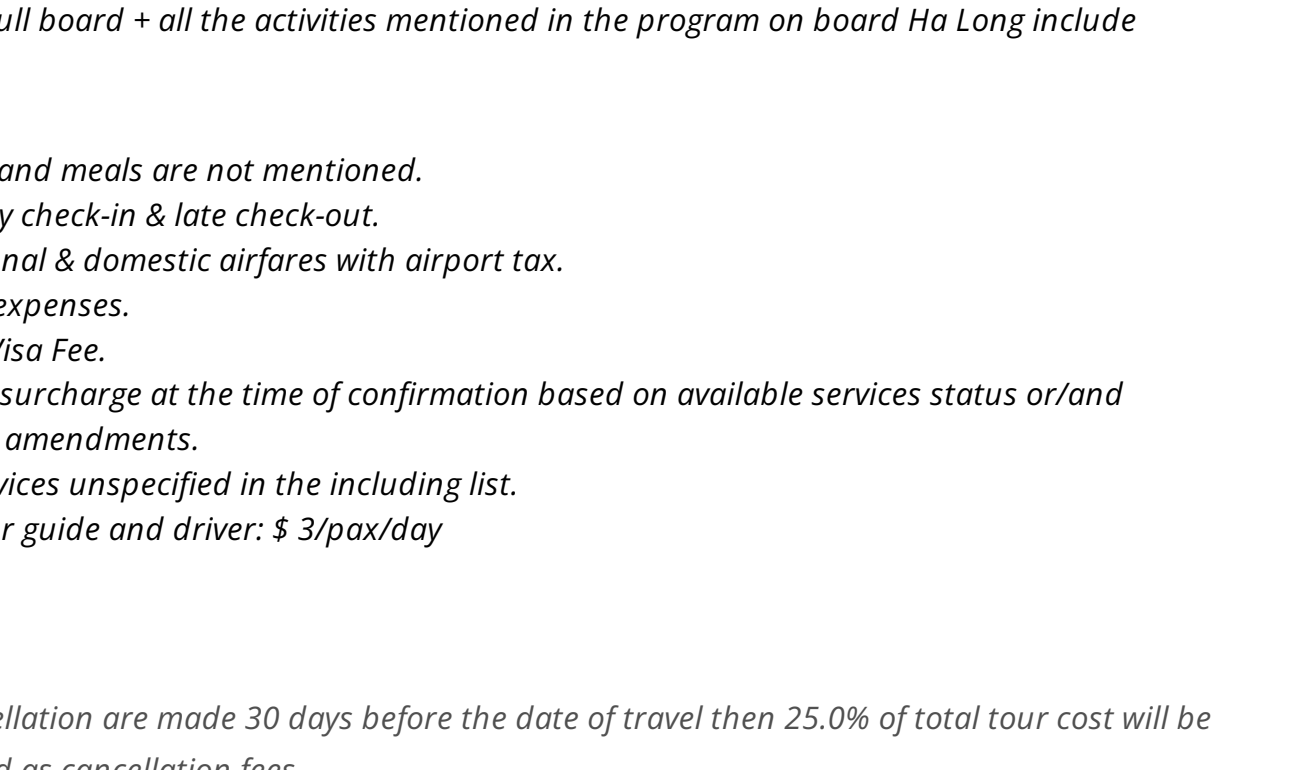 ull board + all the activities mentioned in the program on board Ha Long include
and meals are not mentioned.
y check-in & late check-out.
nal & domestic airfares with airport tax.
expenses.
Visa Fee.
surcharge at the time of confirmation based on available services status or/and
amendments.
vices unspecified in the including list.
r guide and driver: $ 3/pax/day
ellation are made 30 days before the date of travel then 25.0% of total tour cost will be
d as cancellation fees